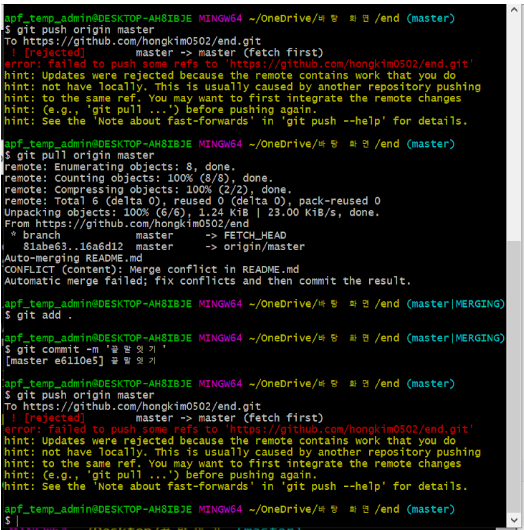 apf_temp_admin@DESKTOP-AH8IBJE MINGW64 ~/OneDrive/바탕 화면/end (master)
$ git push origin master
To https://github.com/hongkim0502/end.git
 ! [rejected]        master -> master (fetch first)
error: failed to push some refs to 'https://github.com/hongkim0502/end.git'
hint: Updates were rejected because the remote contains work that you do
hint: not have locally. This is usually caused by another repository pushing
hint: to the same ref. You may want to first integrate the remote changes
hint: (e.g., 'git pull ...') before pushing again.
hint: See the 'Note about fast-forwards' in 'git push --help' for details.
apf_temp_admin@DESKTOP-AH8IBJE MINGW64 ~/OneDrive/바탕 화면/end (master)
$ git pull origin master
remote: Enumerating objects: 8, done.
remote: Counting objects: 100% (8/8), done.
remote: Compressing objects: 100% (2/2), done.
remote: Total 6 (delta 0), reused 0 (delta 0), pack-reused 0
Unpacking objects: 100% (6/6), 1.24 KiB | 23.00 KiB/s, done.
From https://github.com/hongkim0502/end
 * branch            master     -> FETCH_HEAD
   81abe63..16a6d12  master     -> origin/master
Auto-merging README.md
CONFLICT (content): Merge conflict in README.md
Automatic merge failed; fix conflicts and then commit the result.
apf_temp_admin@DESKTOP-AH8IBJE MINGW64 ~/OneDrive/바탕 화면/end (master|MERGING)
$ git add .
apf_temp_admin@DESKTOP-AH8IBJE MINGW64 ~/OneDrive/바탕 화면/end (master|MERGING)
$ git commit -m '끝말잇기'
[master e6110e5] 끝말잇기
apf_temp_admin@DESKTOP-AH8IBJE MINGW64 ~/OneDrive/바탕 화면/end (master)
$ git push origin master
To https://github.com/hongkim0502/end.git
 ! [rejected]        master -> master (fetch first)
error: failed to push some refs to 'https://github.com/hongkim0502/end.git'
hint: Updates were rejected because the remote contains work that you do
hint: not have locally. This is usually caused by another repository pushing
hint: to the same ref. You may want to first integrate the remote changes
hint: (e.g., 'git pull ...') before pushing again.
hint: See the 'Note about fast-forwards' in 'git push --help' for details.
apf_temp_admin@DESKTOP-AH8IBJE MINGW64 ~/OneDrive/바탕 화면/end (master)
$